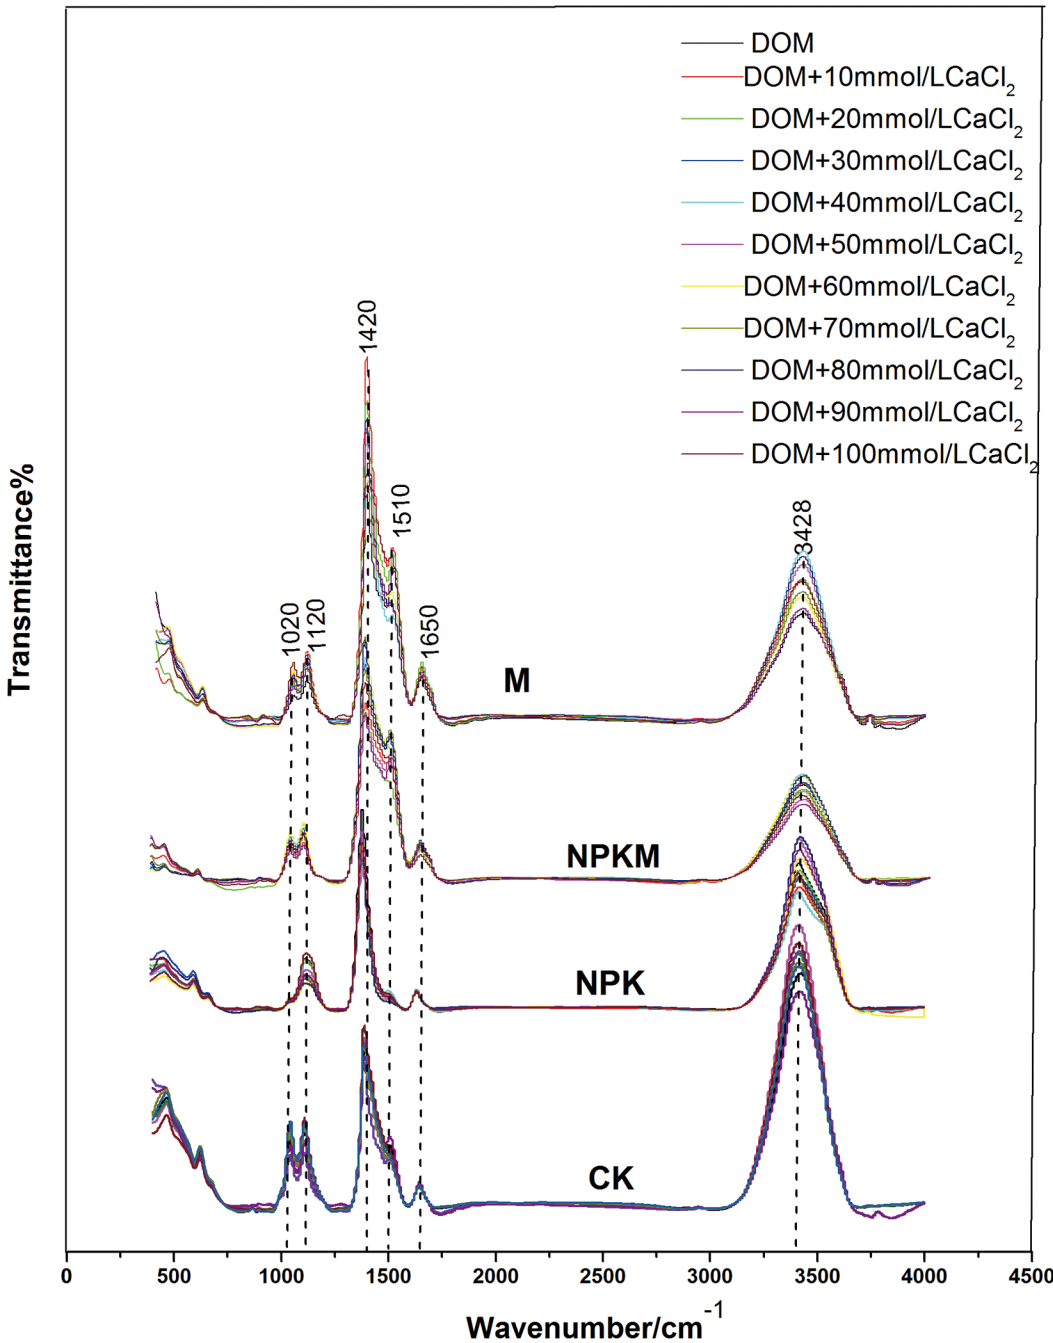 DOM
DOM+10mmol/LCaCl₂
DOM+20mmol/LCaCl₂
DOM+30mmol/LCaCl₂
DOM+40mmol/LCaCl₂
DOM+50mmol/LCaCl₂
DOM+60mmol/LCaCl₂
DOM+70mmol/LCaCl₂
DOM+80mmol/LCaCl₂
DOM+90mmol/LCaCl₂
DOM+100mmol/LCaCl₂
Transmittance%
1420
1510
3428
1020
1120
1650
M
NPKM
NPK
CK
0 500 1000 1500 2000 2500 3000 3500 4000 4500
Wavenumber/cm⁻¹